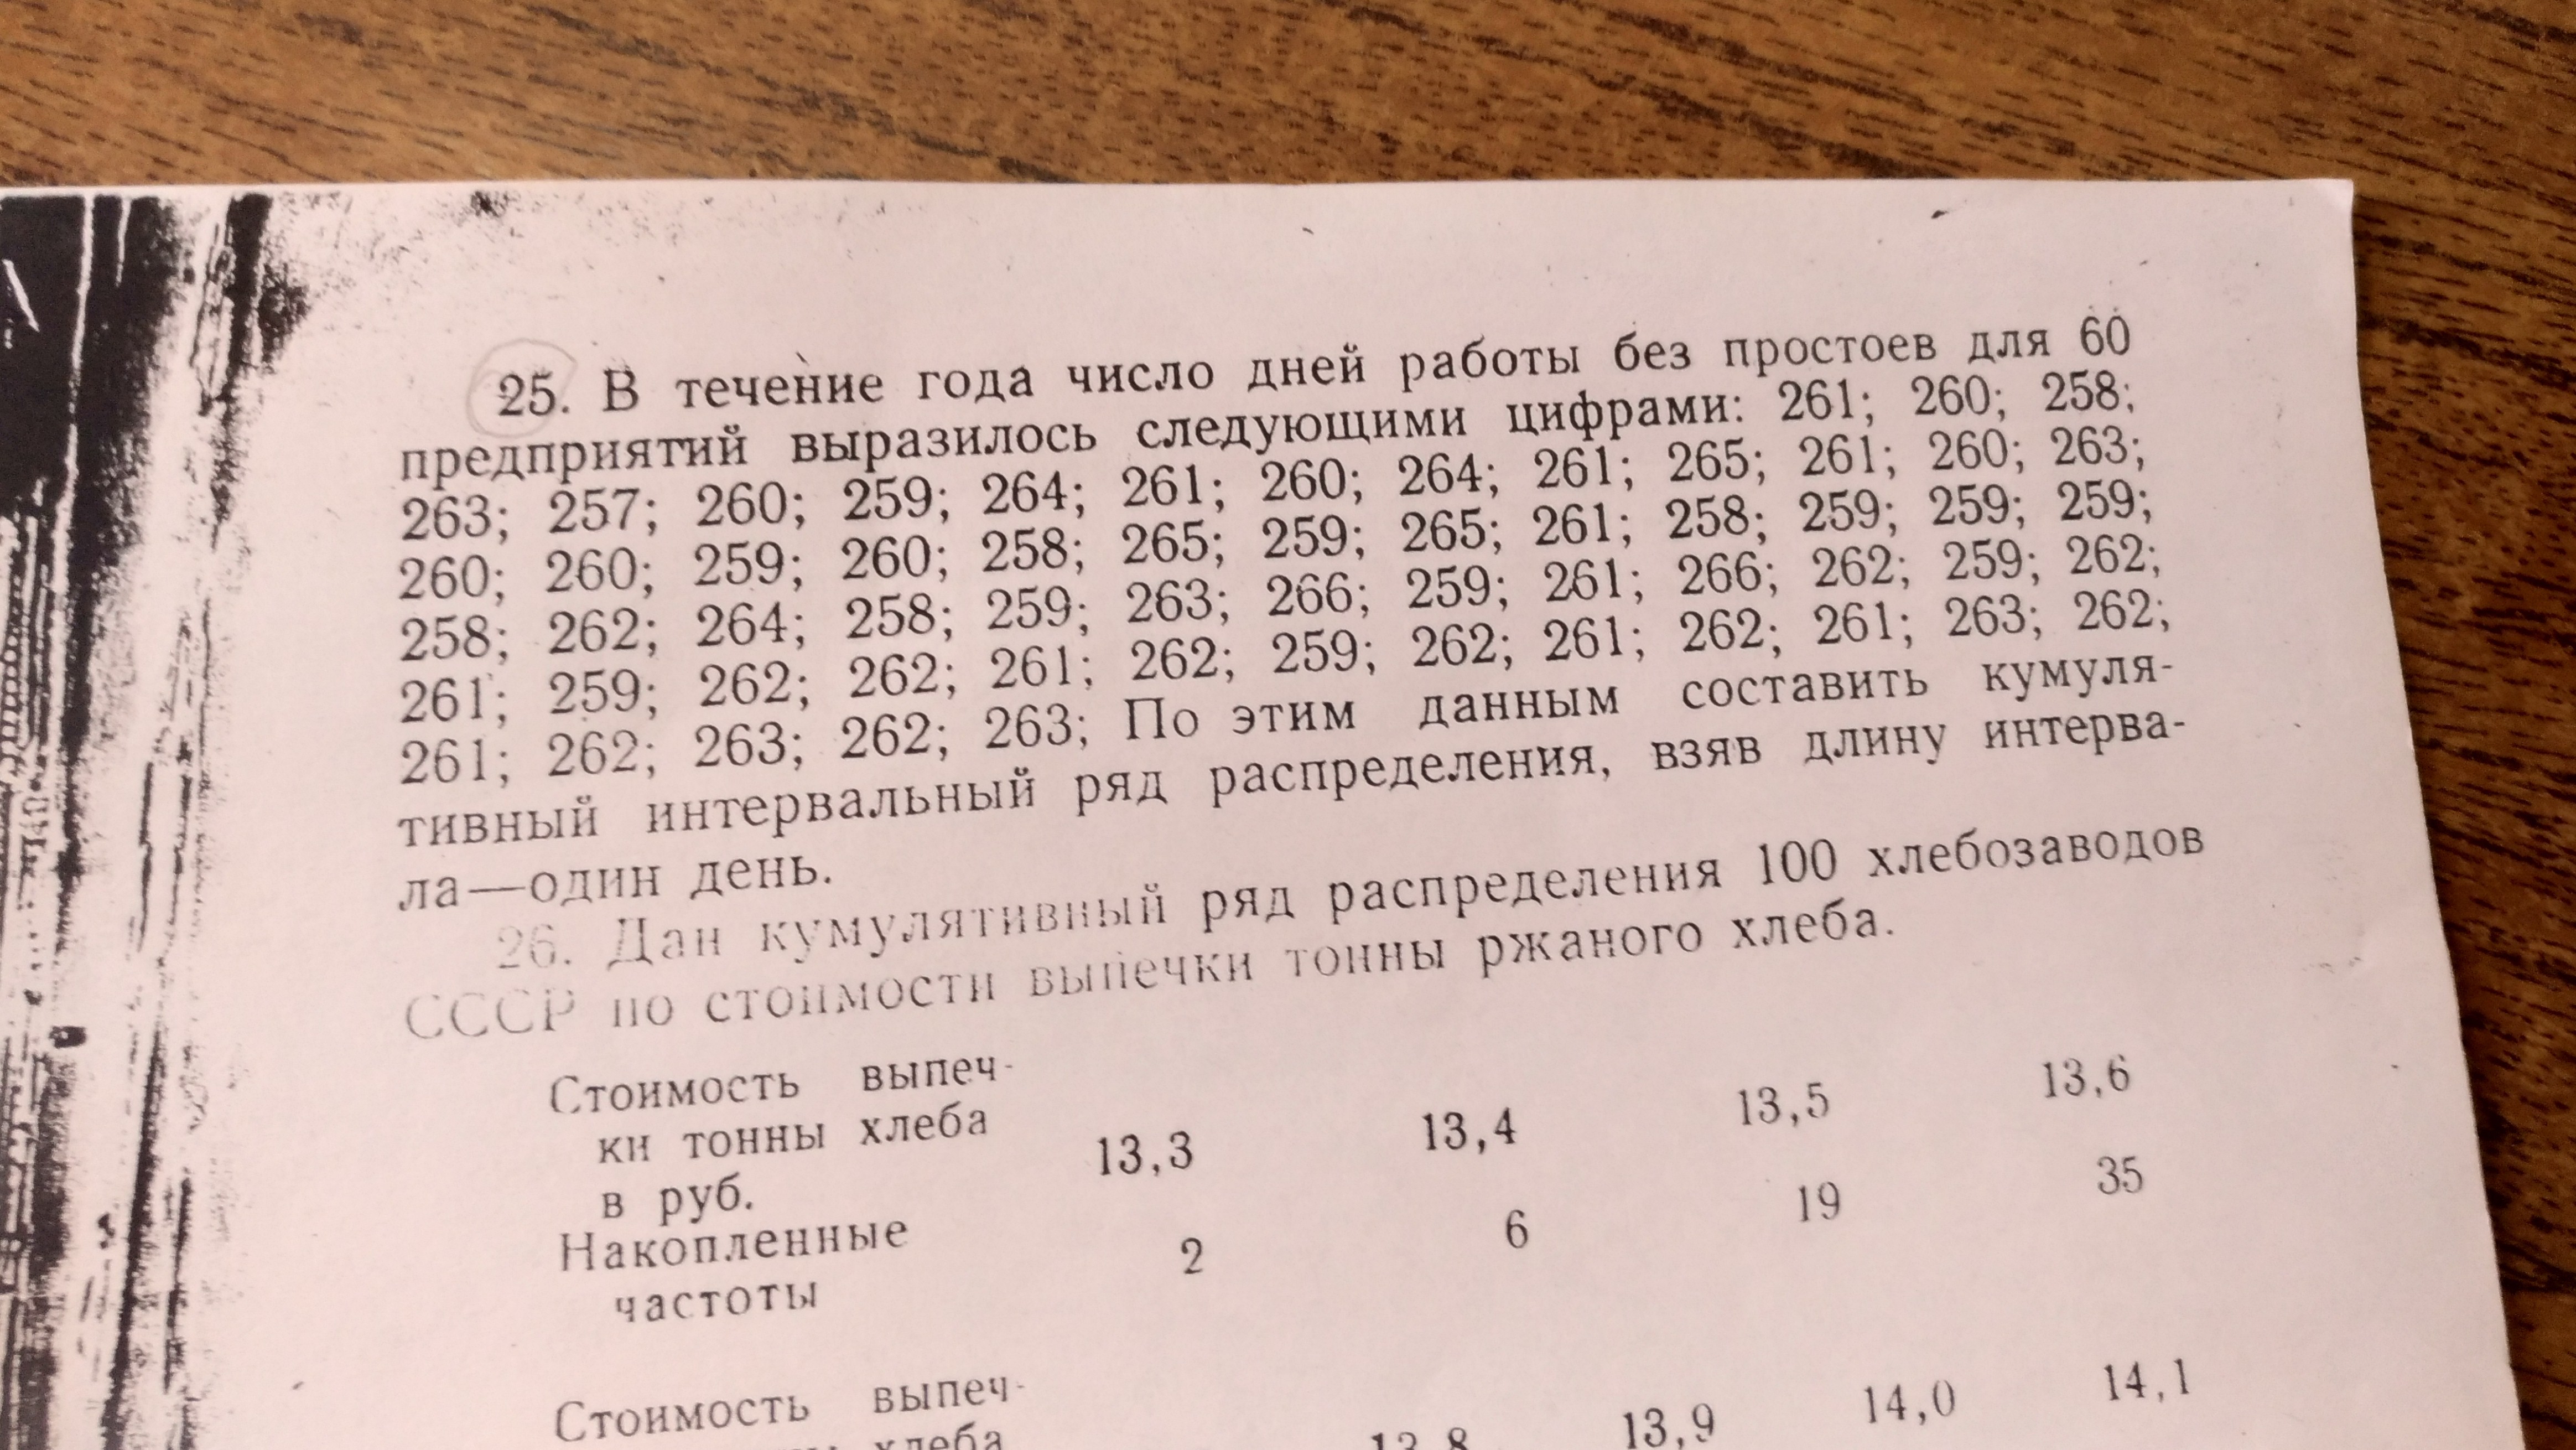 25. В течение года число дней работы без простоев для 60
предприятий выразилось следующими цифрами: 261; 260; 258;
263; 257; 260; 259; 264; 261; 260; 264; 261; 265; 261; 260; 263;
260; 260; 259; 260; 258; 265; 259; 265; 261; 258; 259; 259; 259;
258; 262; 264; 258; 259; 263; 266; 259; 261; 266; 262; 259; 262;
261; 259; 262; 262; 261; 262; 259; 262; 261; 262; 261; 263; 262;
261; 262; 263; 262; 263; По этим данным составить кумуля-
тивный интервальный ряд распределения, взяв длину интерва-
ла—один день.
26. Дан кумулятивный ряд распределения 100 хлебозаводов
СССР по стоимости выпечки тонны ржаного хлеба.
Стоимость выпеч-
ки тонны хлеба
в руб. 13,3 13,4 13,5 13,6
Накопленные
частоты 2 6 19 35
Стоимость выпеч-
хлеба 13,8 13,9 14,0 14,1